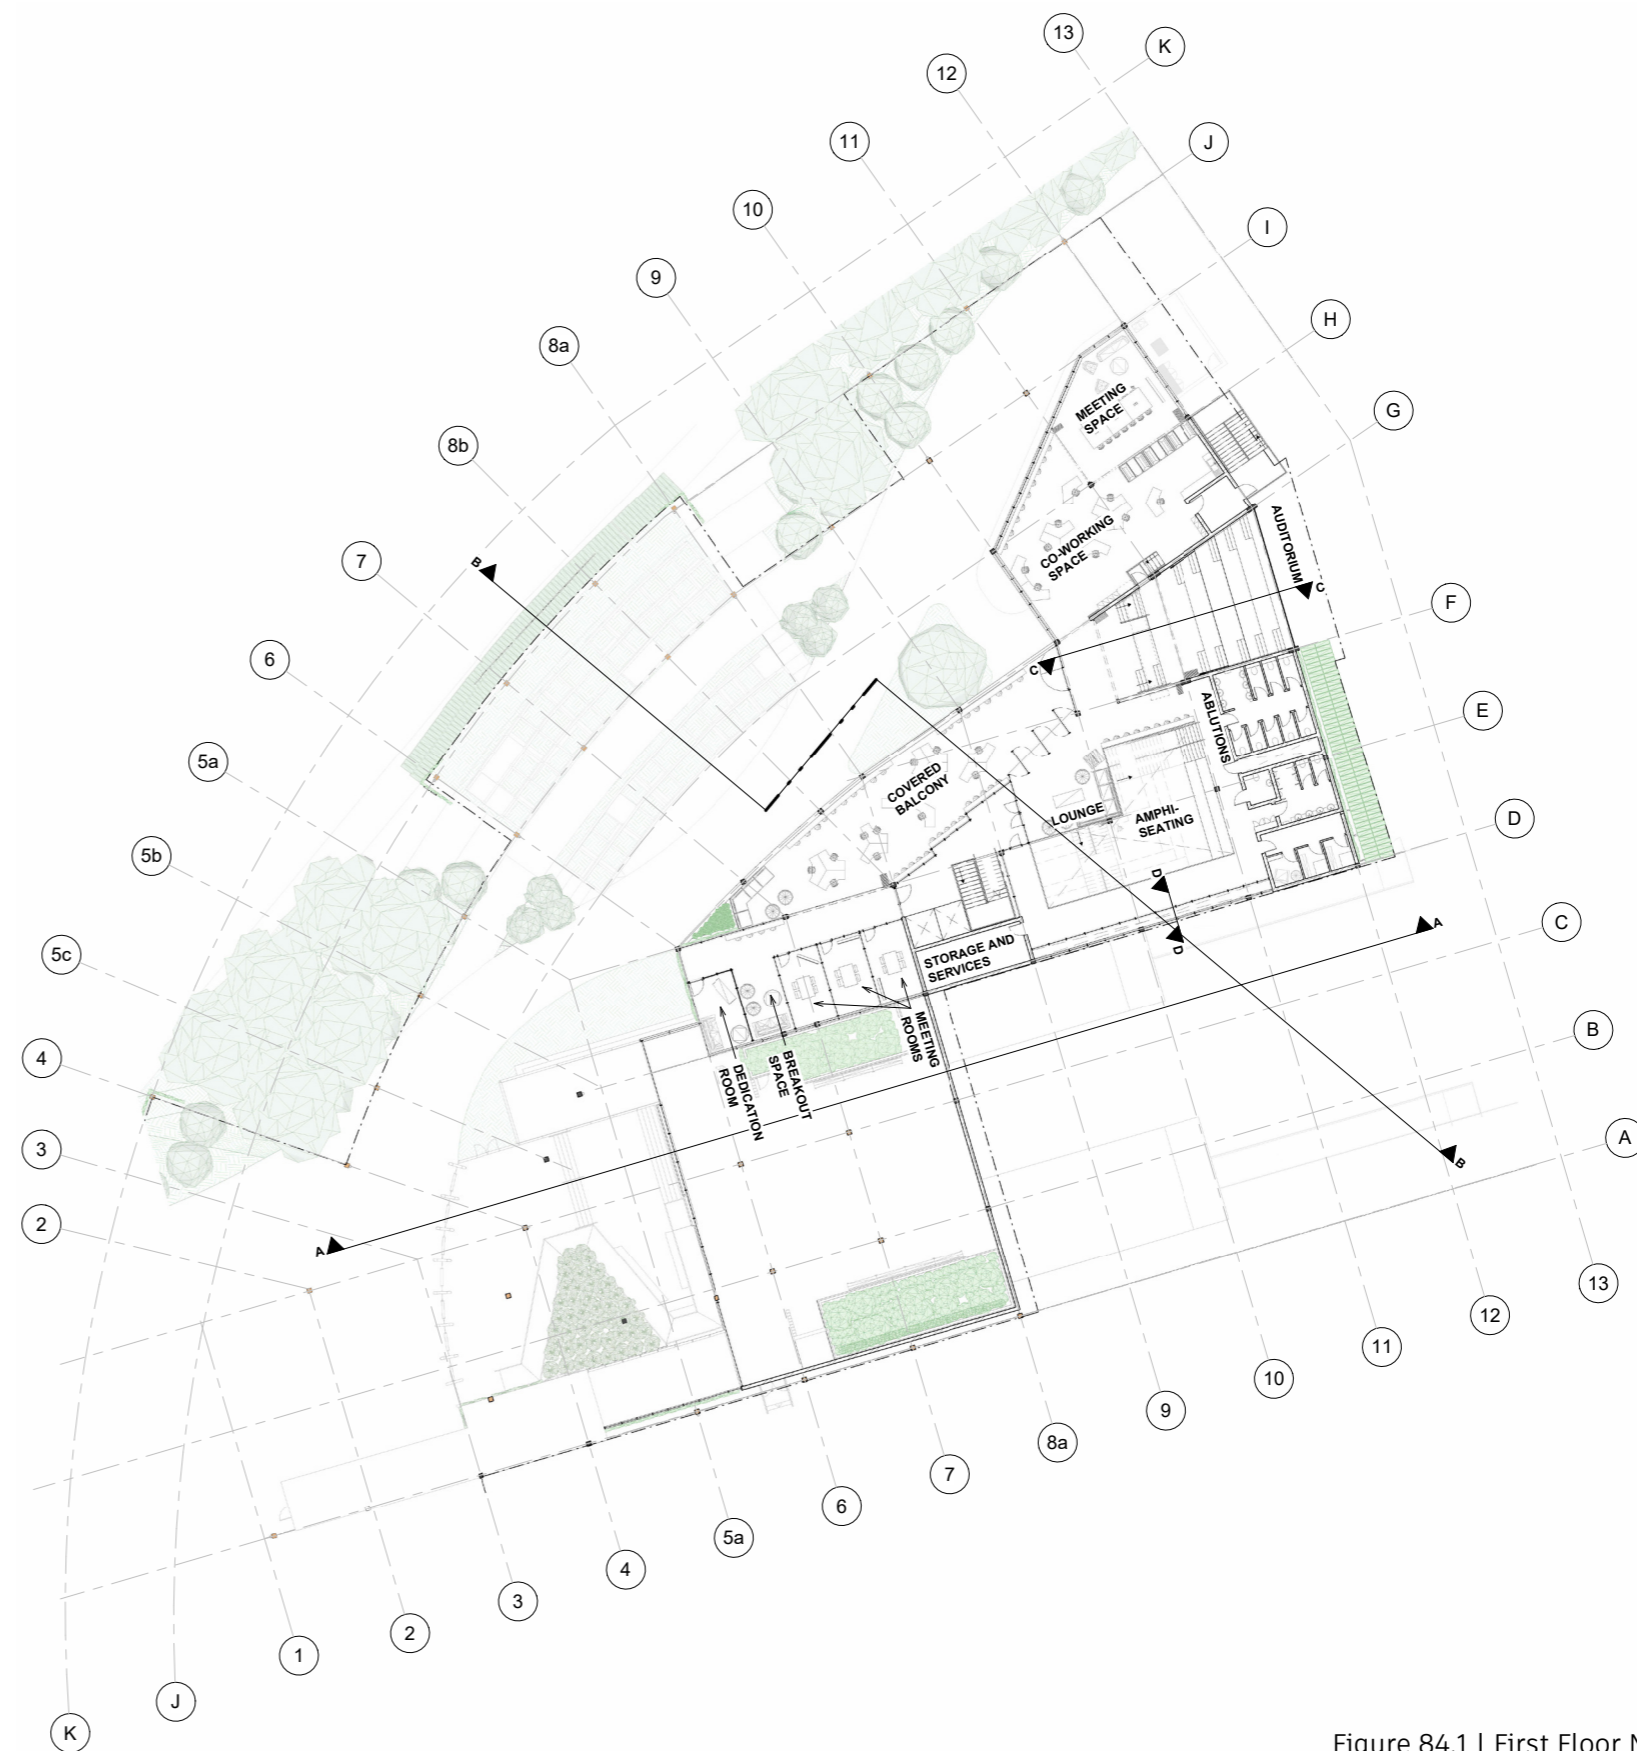 13
K
12
11
J
10
I
9
H
8a
G
8b
7
B
MEETING
SPACE
CO-WORKING
SPACE
AUDITORIUM
C
F
6
C
5a
E
ABLUTIONS
COVERED
BALCONY
LOUNGE
AMPHI-
SEATING
D
5b
D
C
5c
STORAGE AND
SERVICES
D
A
MEETING
ROOMS
BREAKOUT
SPACE
DEDICATION
ROOM
B
4
3
A
B
2
A
13
12
11
10
9
8a
7
6
5a
4
3
2
1
J
K
Figure 84.1 | First Floor